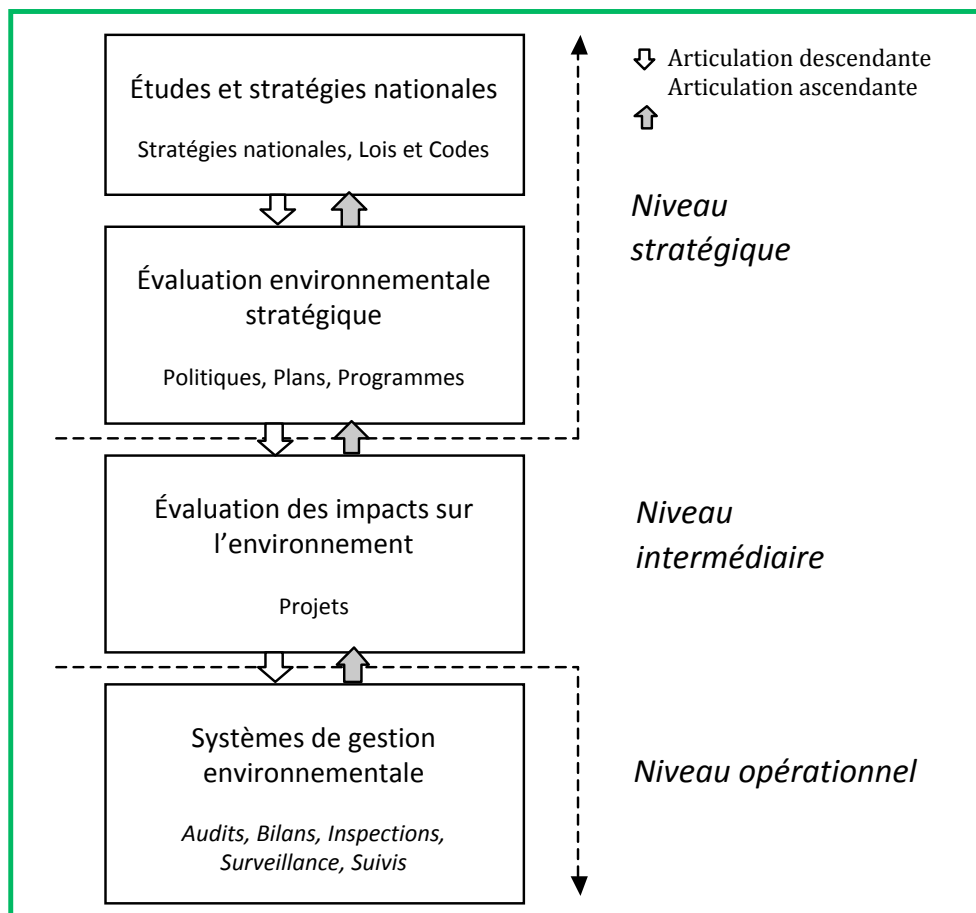 Études et stratégies nationales
Stratégies nationales, Lois et Codes
Articulation descendante
Articulation ascendante
Niveau
stratégique
Évaluation environnementale
stratégique
Politiques, Plans, Programmes
Évaluation des impacts sur
l'environnement
Projets
Niveau
intermédiaire
Systèmes de gestion
environnementale
Audits, Bilans, Inspections,
Surveillance, Suivis
Niveau opérationnel